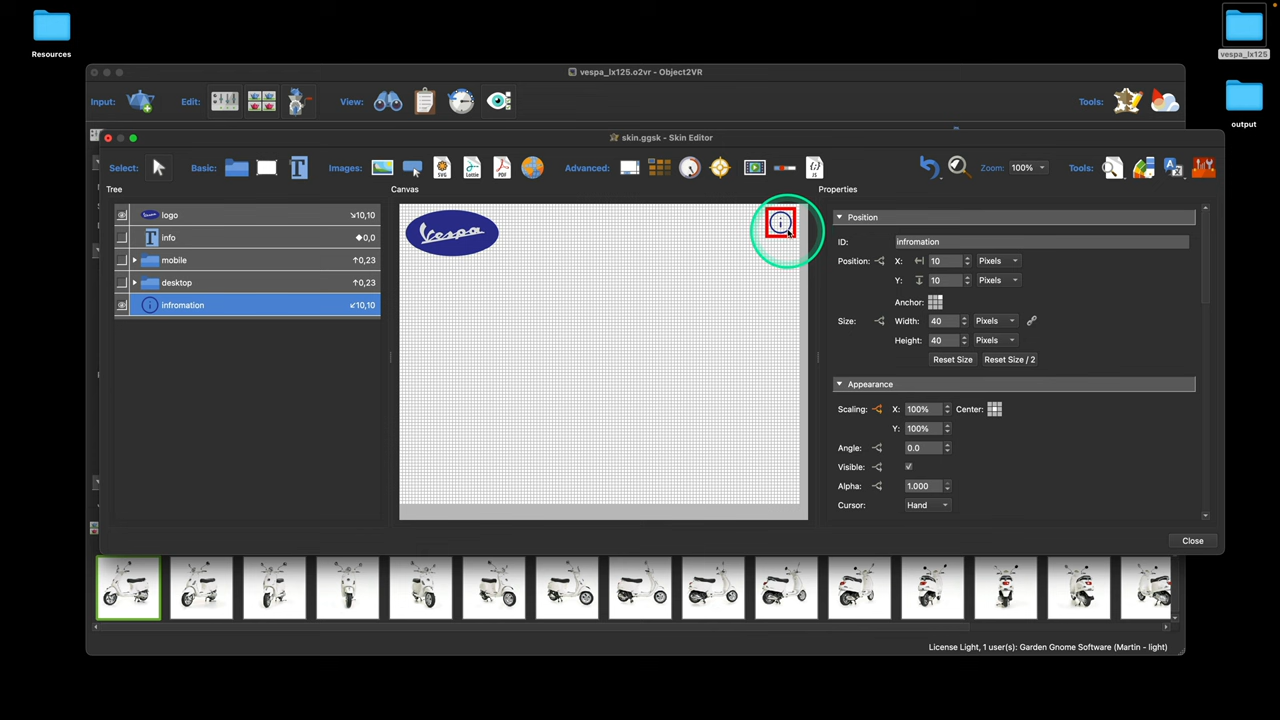 Resources
vespa_lx125
output
vespa_lx125.o2vr - Object2VR
Input: Edit: View: Tools:
skin.ggsk - Skin Editor
Select: Basic: Images: Advanced: Zoom: 100% Tools:
Tree Canvas Properties
logo ↘10,10
info ◆0,0
mobile ↑0,23
desktop ↑0,23
infromation ↙10,10
Vespa
Position
ID: infromation
Position: X: 10 Pixels
Y: 10 Pixels
Anchor:
Size: Width: 40 Pixels
Height: 40 Pixels
Reset Size Reset Size / 2
Appearance
Scaling: X: 100% Center:
Y: 100%
Angle: 0.0
Visible:
Alpha: 1.000
Cursor: Hand
Close
License Light, 1 user(s): Garden Gnome Software (Martin - light)